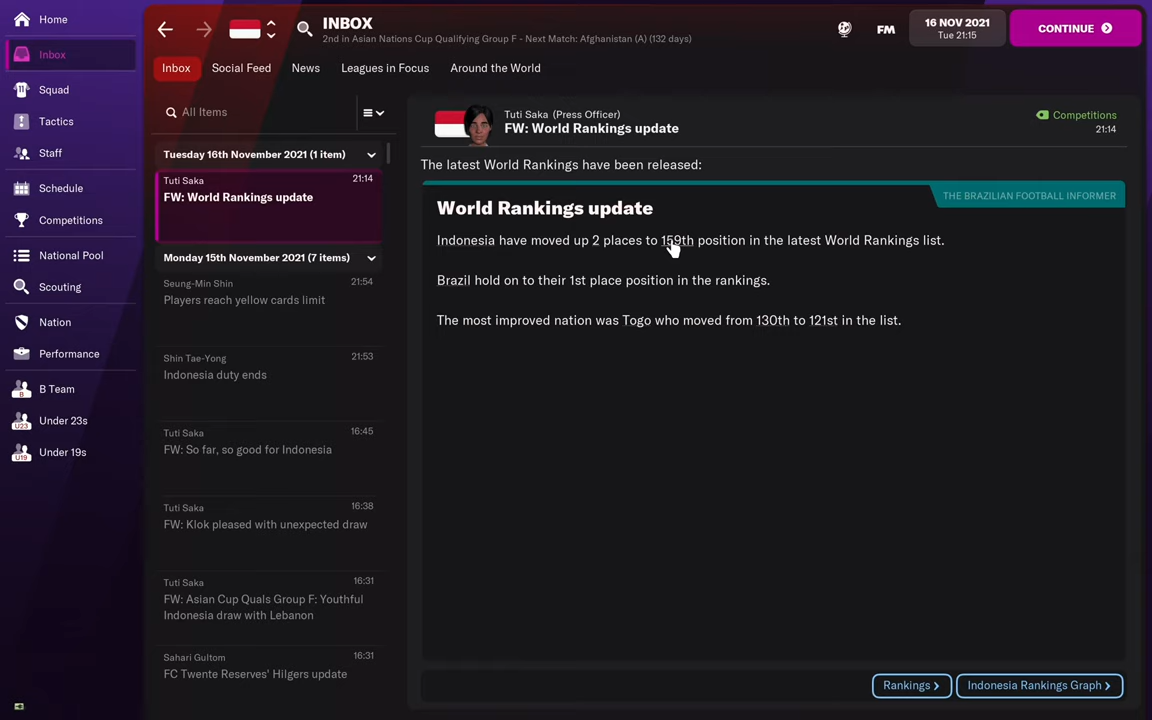 Home
Inbox
Squad
Tactics
Staff
Schedule
Competitions
National Pool
Scouting
Nation
Performance
B
B Team
U23
Under 23s
U19
Under 19s
INBOX
2nd in Asian Nations Cup Qualifying Group F - Next Match: Afghanistan (A) (132 days)
FM
16 NOV 2021
Tue 21:15
CONTINUE
Inbox
Social Feed
News
Leagues in Focus
Around the World
All Items
Tuesday 16th November 2021 (1 item)
Tuti Saka 21:14
FW: World Rankings update
Monday 15th November 2021 (7 items)
Seung-Min Shin 21:54
Players reach yellow cards limit
Shin Tae-Yong 21:53
Indonesia duty ends
Tuti Saka 16:45
FW: So far, so good for Indonesia
Tuti Saka 16:38
FW: Klok pleased with unexpected draw
Tuti Saka 16:31
FW: Asian Cup Quals Group F: Youthful
Indonesia draw with Lebanon
Sahari Gultom 16:31
FC Twente Reserves' Hilgers update
Tuti Saka (Press Officer)
FW: World Rankings update
Competitions
21:14
The latest World Rankings have been released:
THE BRAZILIAN FOOTBALL INFORMER
World Rankings update
Indonesia have moved up 2 places to 159th position in the latest World Rankings list.
Brazil hold on to their 1st place position in the rankings.
The most improved nation was Togo who moved from 130th to 121st in the list.
Rankings
Indonesia Rankings Graph